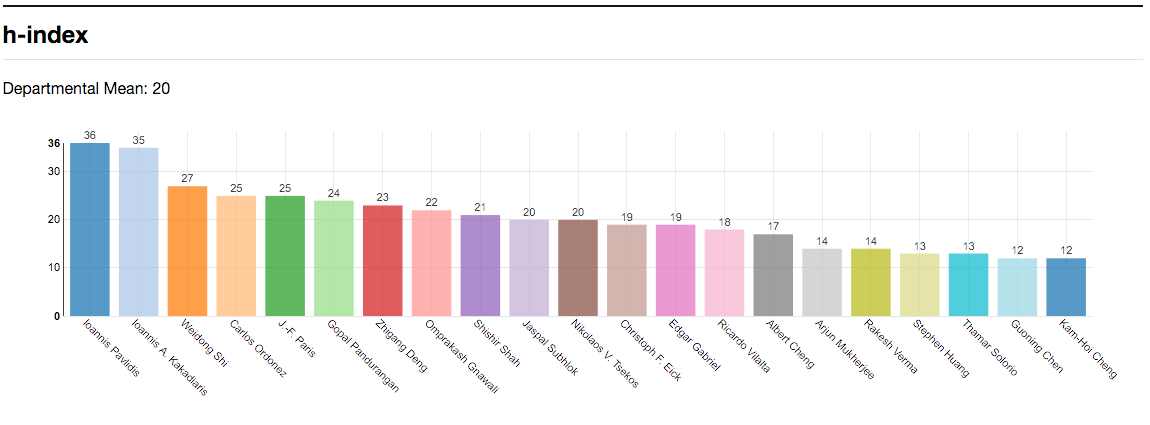 h-index
Departmental Mean: 20
36 35 27 25 25 24 23 22 21 20 20 19 19 18 17 14 14 13 13 12 12
36
30
20
10
0
Ioannis Pavlidis
Ioannis A. Kakadiaris
Weidong Shi
Carlos Ordonez
J.-F. Paris
Gopal Pandurangan
Zhigang Deng
Omprakash Gnawali
Shishir Shah
Jaspal Subhlok
Nikolaos V. Tsekos
Christoph F. Eick
Edgar Gabriel
Ricardo Vilalta
Albert Cheng
Arjun Mukherjee
Rakesh Verma
Stephen Huang
Thamar Solorio
Guoning Chen
Kam-Hoi Cheng